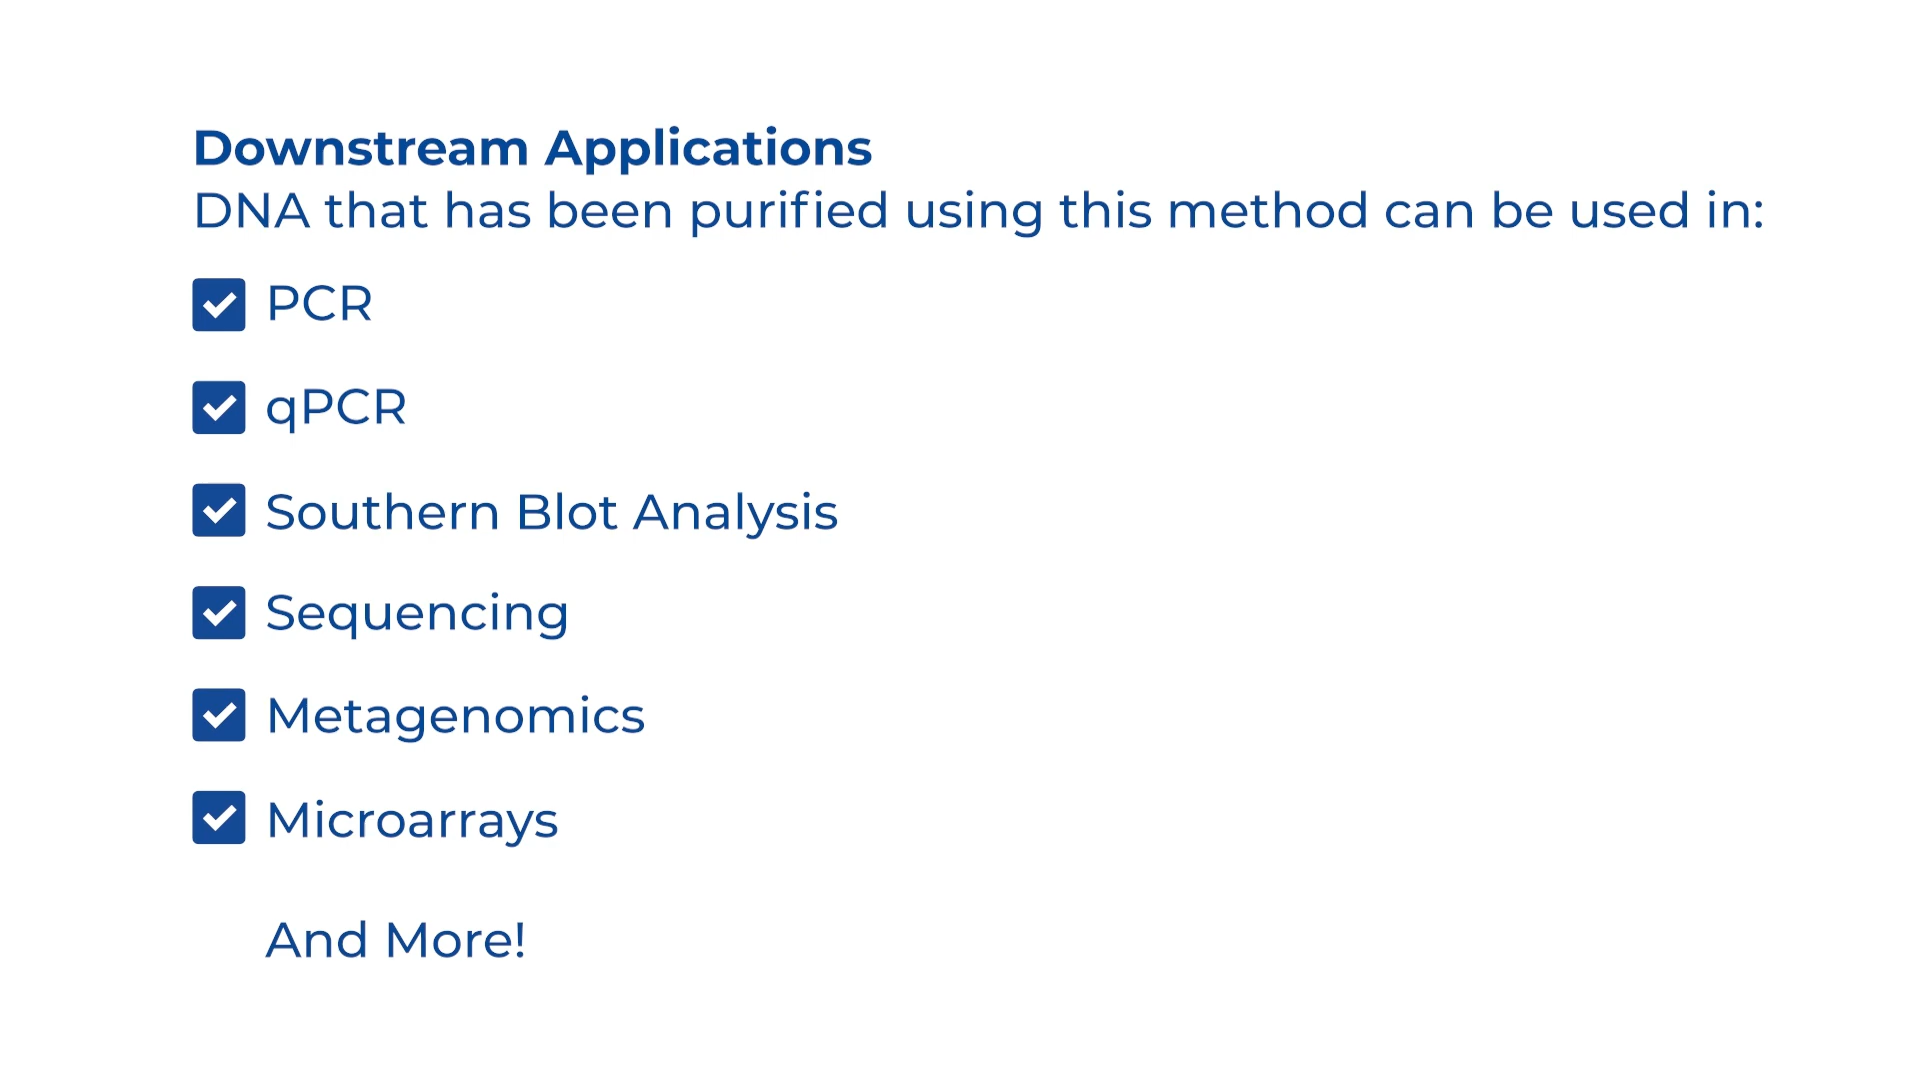 Downstream Applications
DNA that has been purified using this method can be used in:
PCR
qPCR
Southern Blot Analysis
Sequencing
Metagenomics
Microarrays
And More!